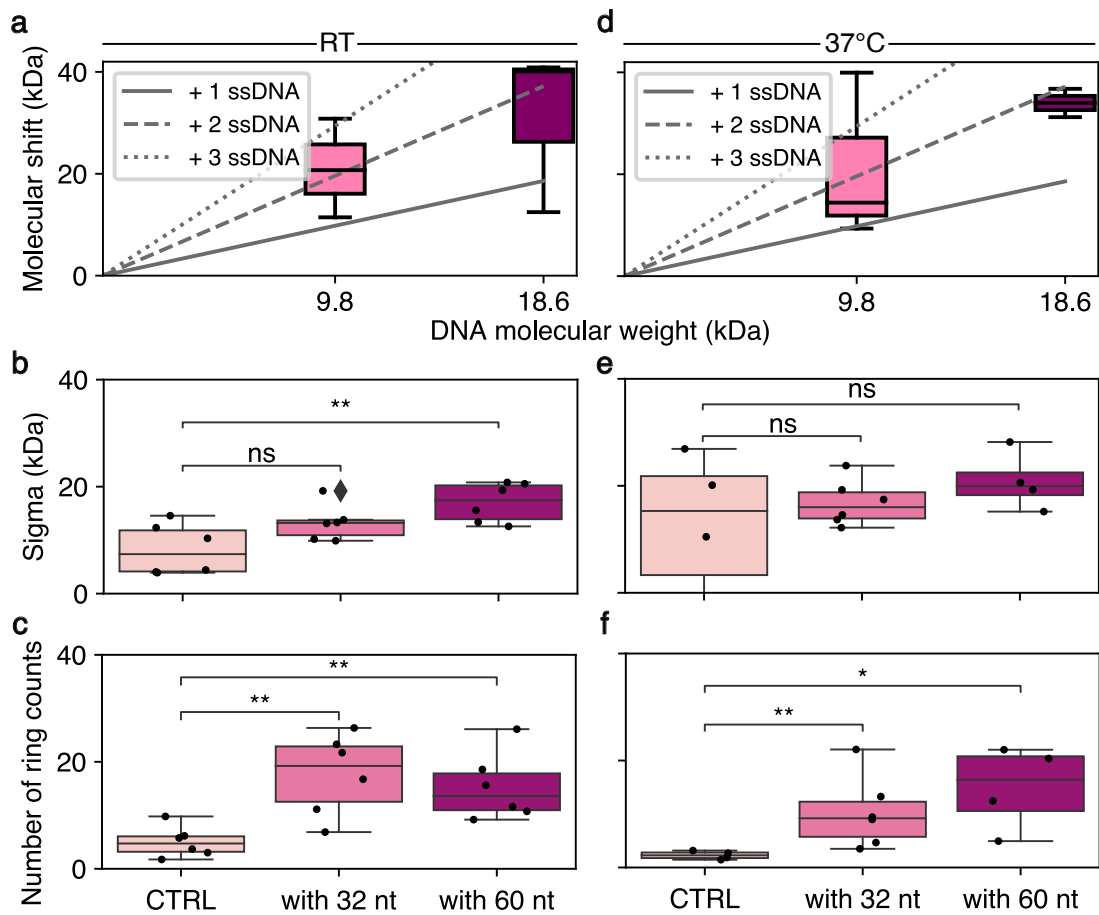 a
RT
Molecular shift (kDa)
40
20
0
+ 1 ssDNA
+ 2 ssDNA
+ 3 ssDNA
9.8
18.6
d
37°C
+ 1 ssDNA
+ 2 ssDNA
+ 3 ssDNA
9.8
18.6
DNA molecular weight (kDa)
b
Sigma (kDa)
40
20
0
**
ns
e
ns
ns
c
Number of ring counts
40
20
0
**
**
CTRL
with 32 nt
with 60 nt
f
*
**
CTRL
with 32 nt
with 60 nt